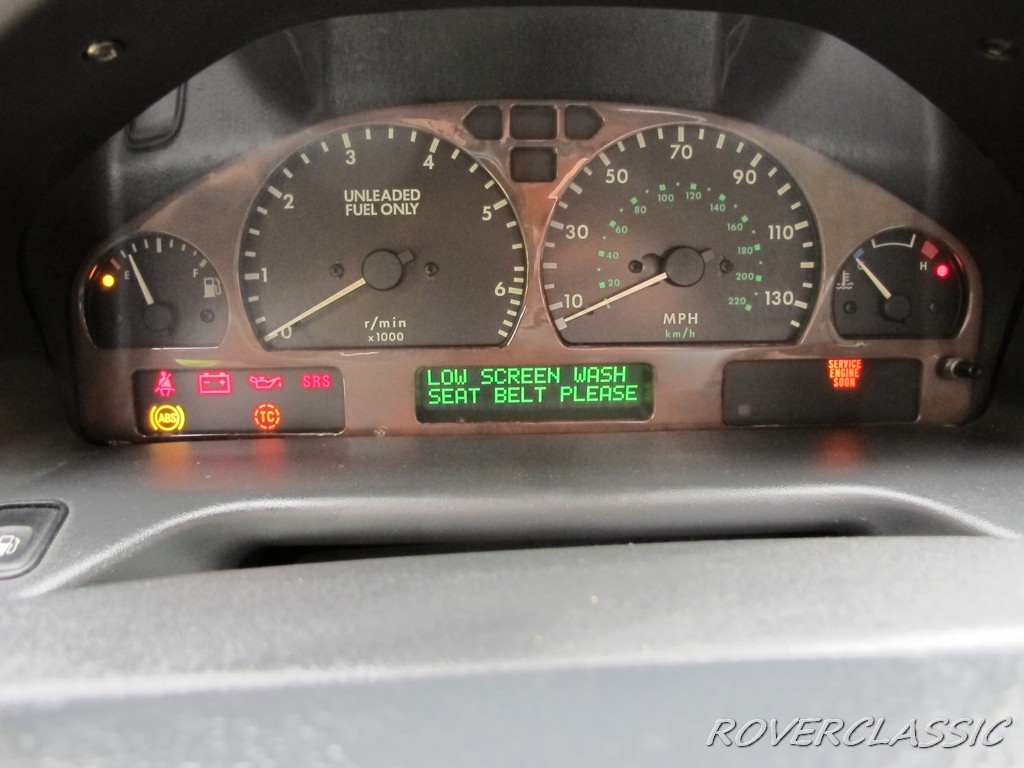 UNLEADED
FUEL ONLY
0 1 2 3 4 5 6
r/min
x1000
E F
10 30 50 70 90 110 130
20 40 60 80 100 120 140 160 180 200 220
MPH
km/h
C H
SRS
ABS
TC
LOW SCREEN WASH
SEAT BELT PLEASE
SERVICE
ENGINE
SOON
ROVERCLASSIC